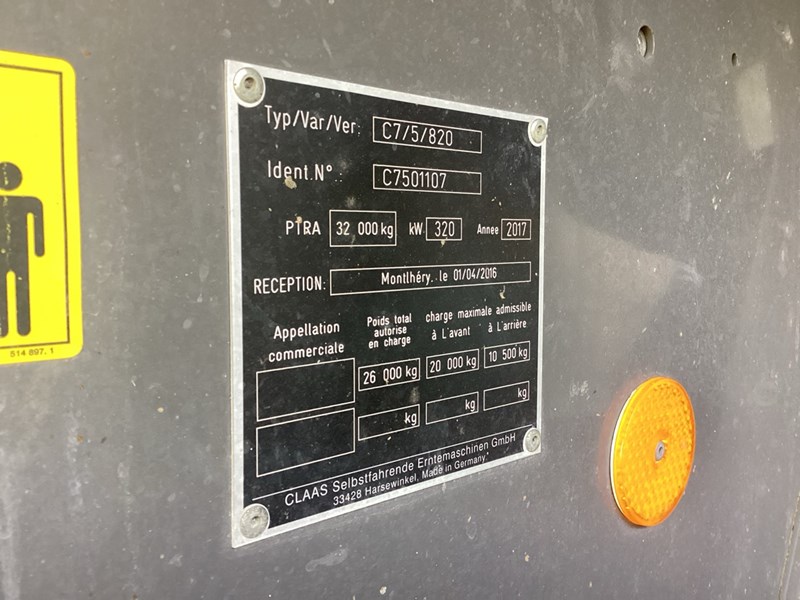 Typ/Var/Ver: C7/5/820
Ident.N° C7501107
PTRA 32 000 kg kW 320 Annee 2017
RECEPTION: Montlhéry. le 01/04/2016
Appellation commerciale
Poids total autorise en charge
charge maximale admissible
à L'avant à L'arrière
26 000 kg 20 000 kg 10 500 kg
kg kg kg
CLAAS Selbstfahrende Erntemaschinen GmbH
33428 Harsewinkel, Made in Germany
514 897. 1